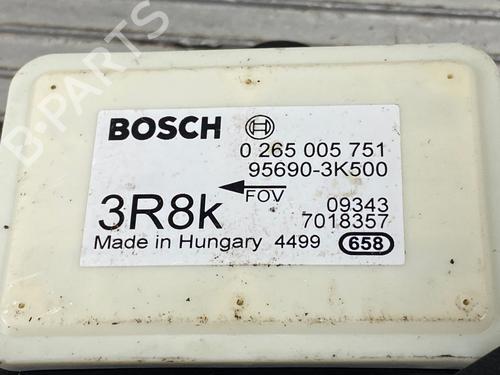 BOSCH
0 265 005 751
95690-3K500
FOV
3R8k
09343
7018357
Made in Hungary 4499 658
B-PARTS